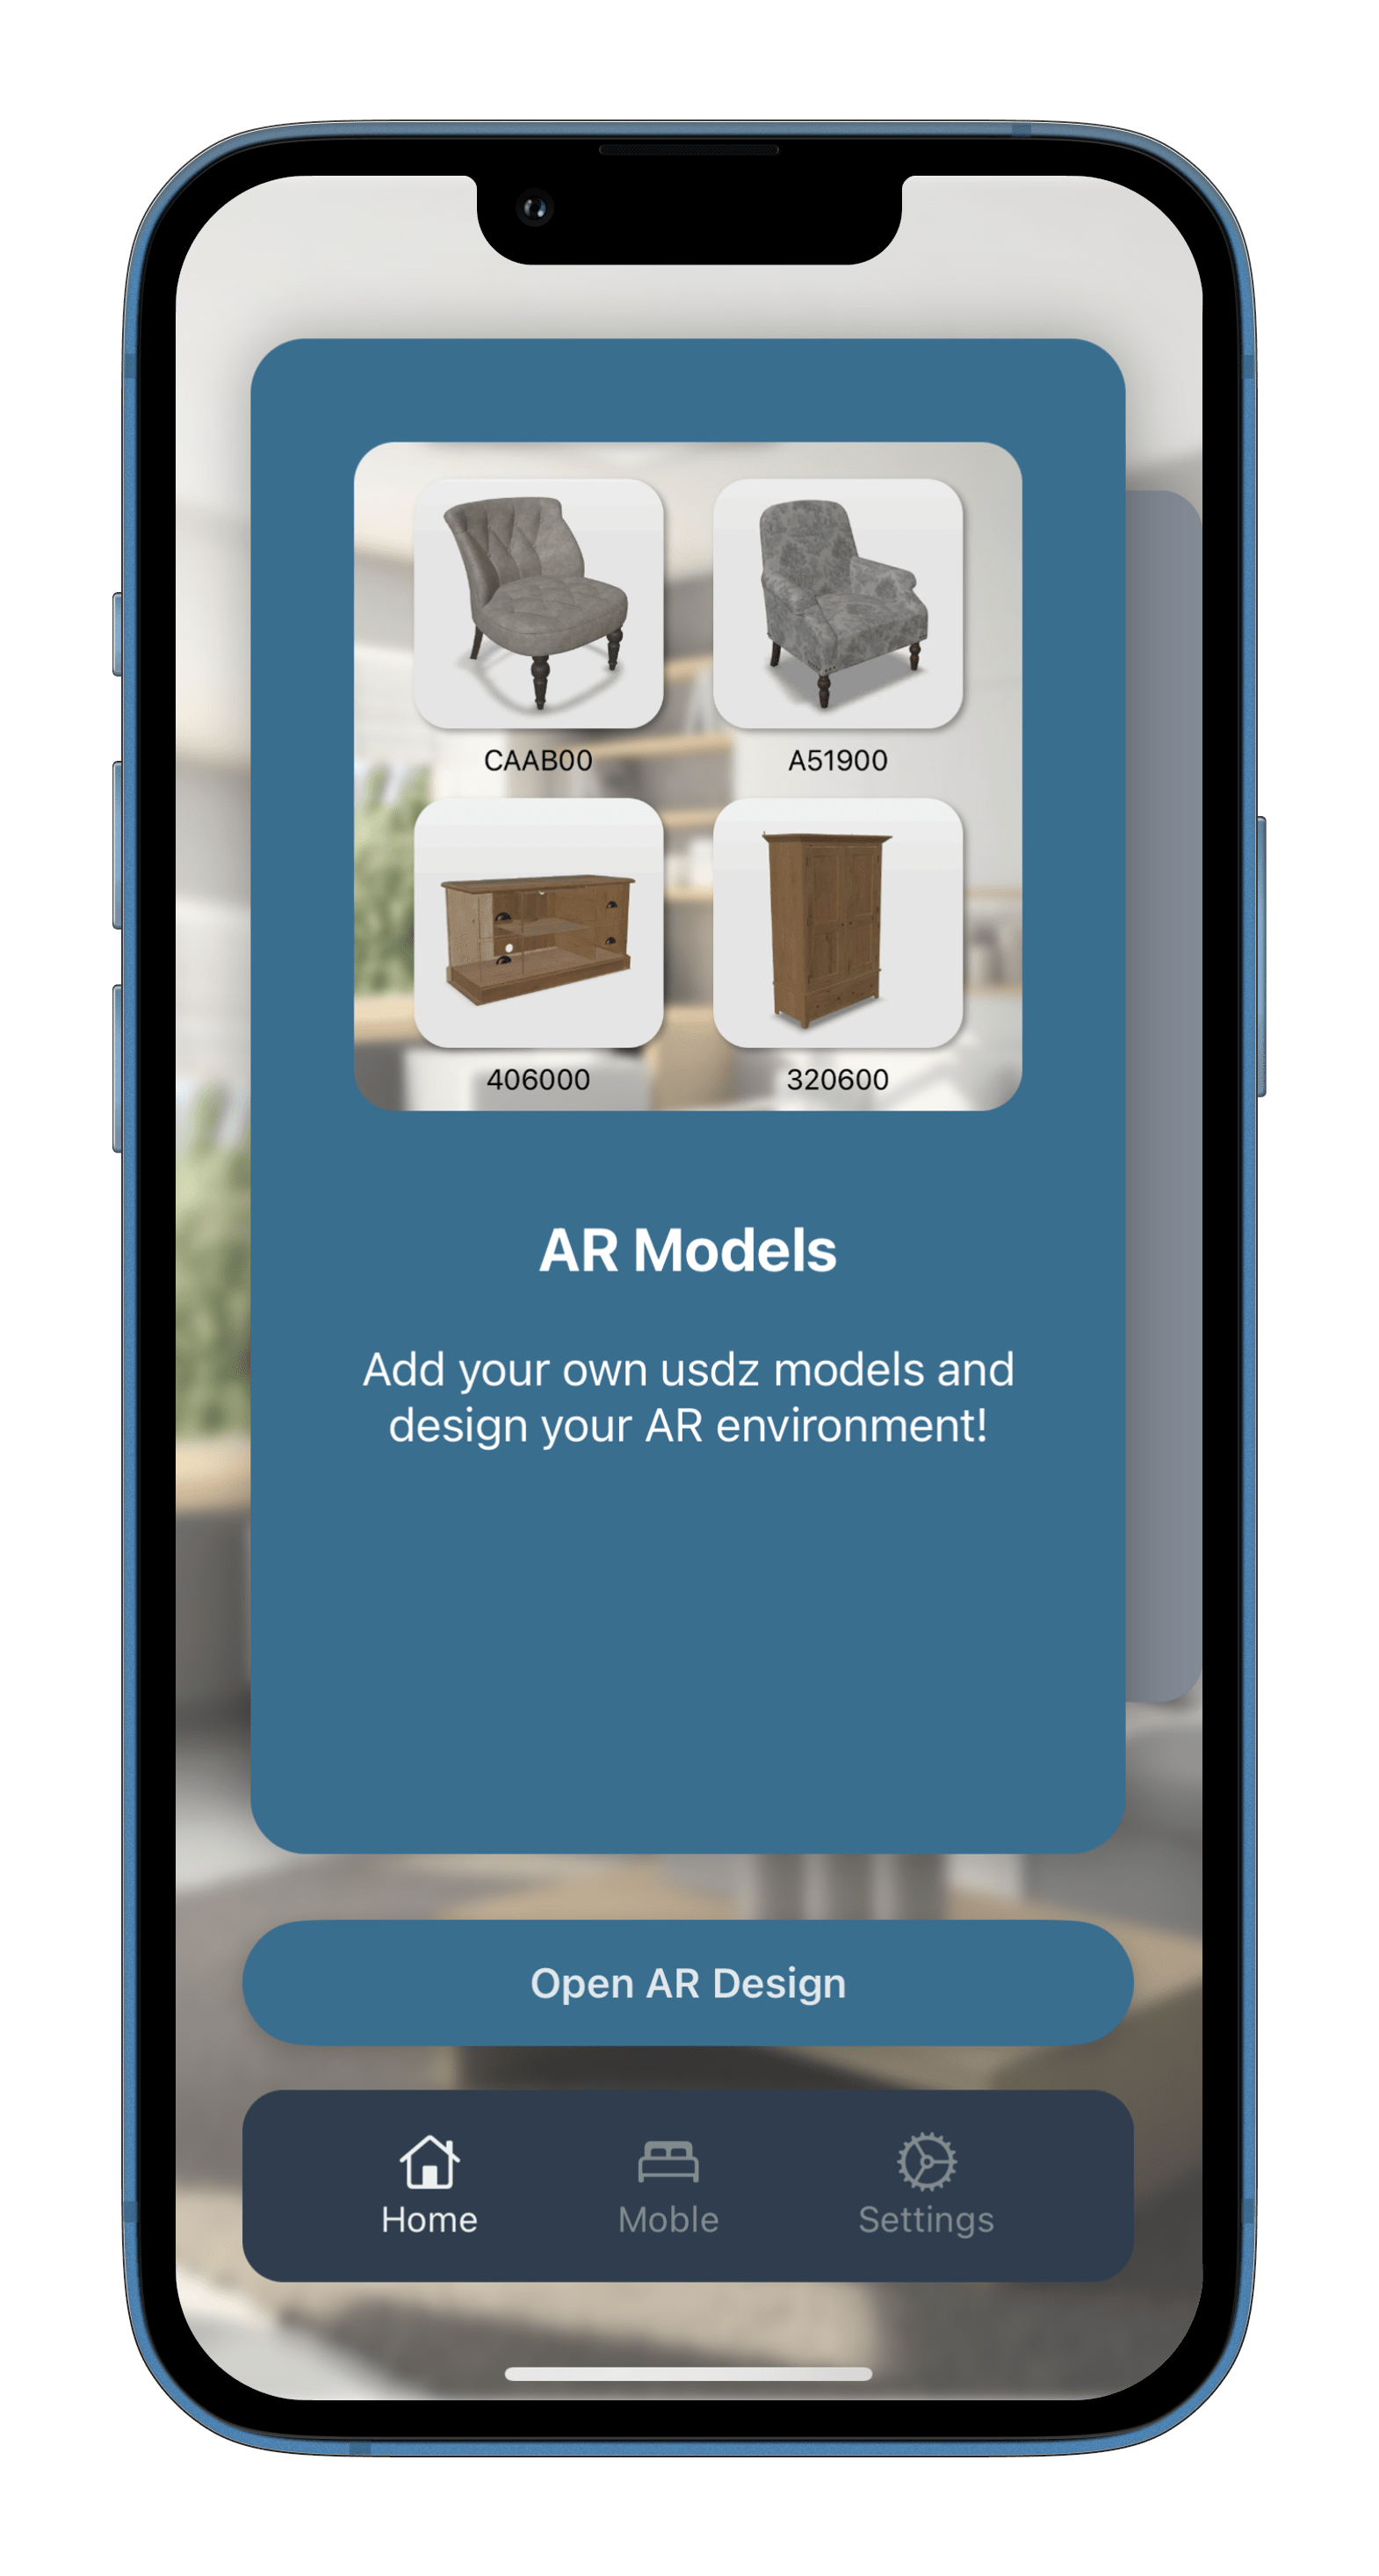 CAAB00
A51900
406000
320600
AR Models
Add your own usdz models and
design your AR environment!
Open AR Design
Home
Moble
Settings